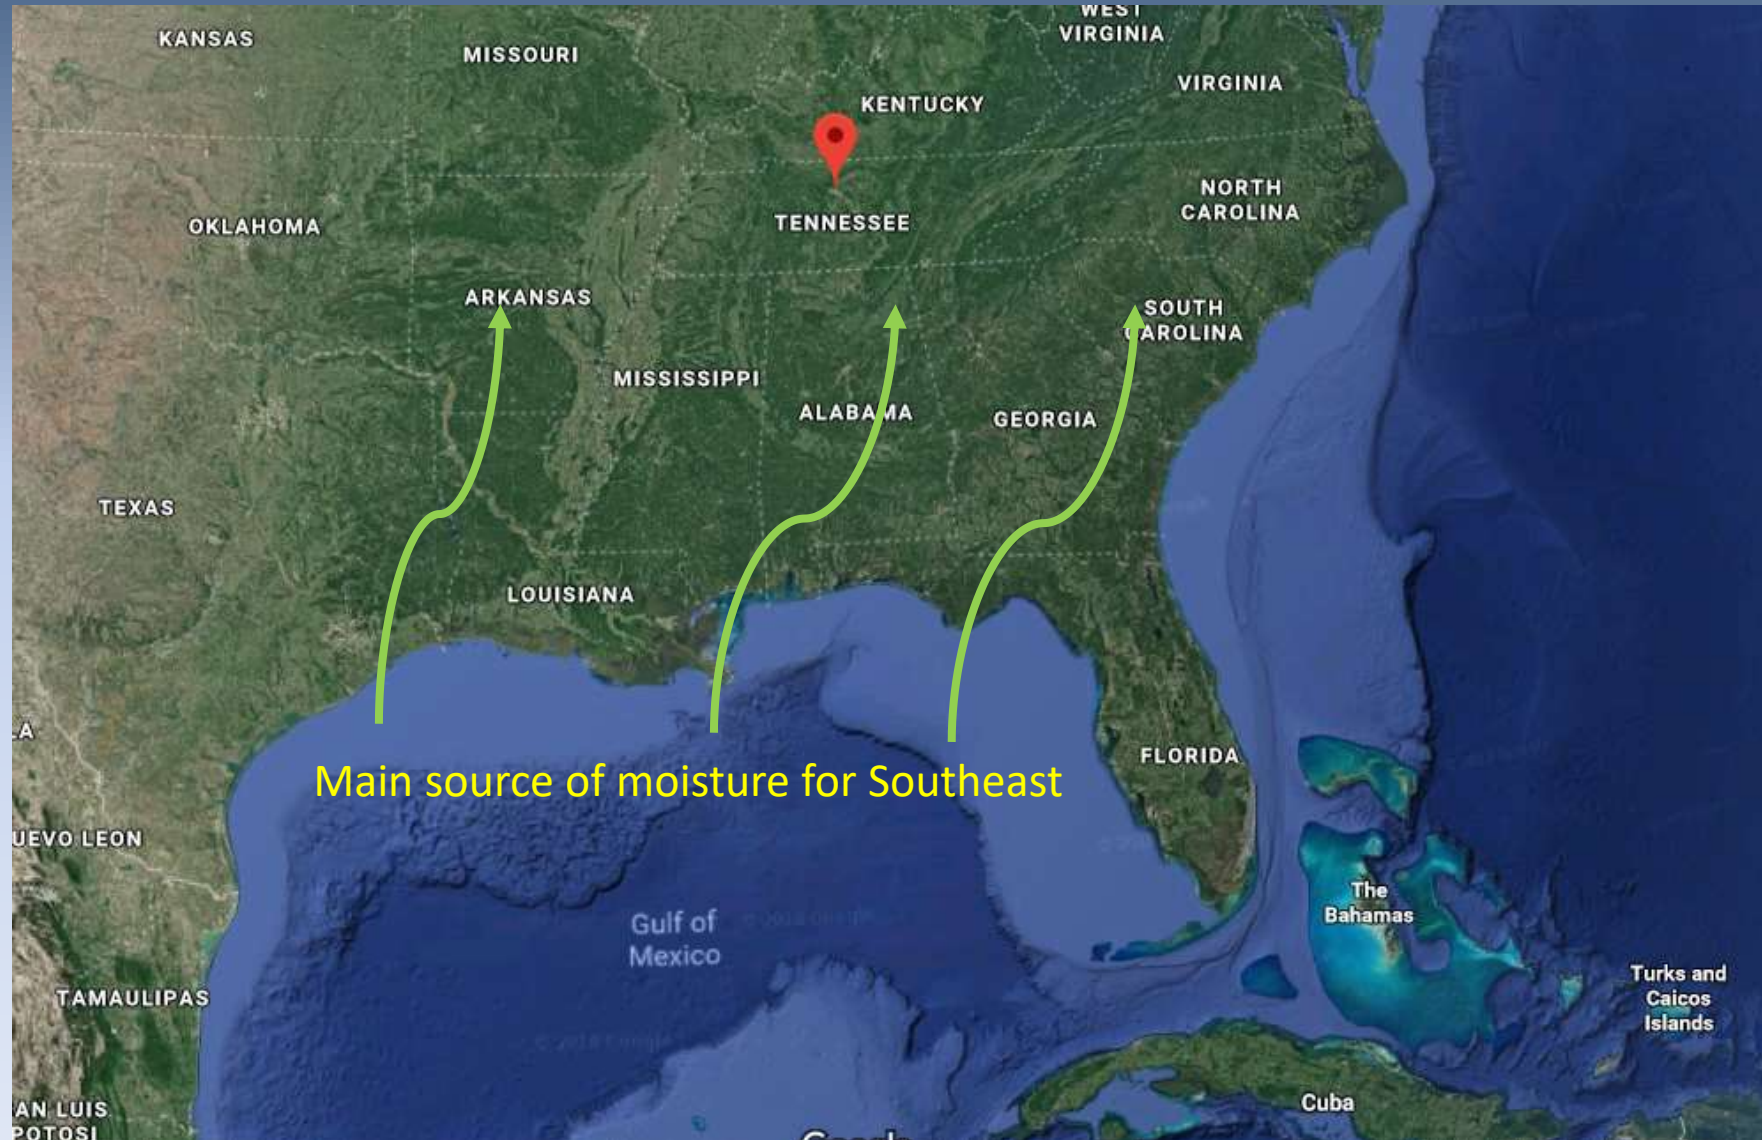 WEST
VIRGINIA
KANSAS
MISSOURI
VIRGINIA
KENTUCKY
NORTH
CAROLINA
TENNESSEE
OKLAHOMA
ARKANSAS
SOUTH
CAROLINA
MISSISSIPPI
ALABAMA
GEORGIA
TEXAS
LOUISIANA
FLORIDA
Main source of moisture for Southeast
UEVO LEON
The
Bahamas
Gulf of
Mexico
Turks and
Caicos
Islands
TAMAULIPAS
AN LUIS
POTOSI
Cuba